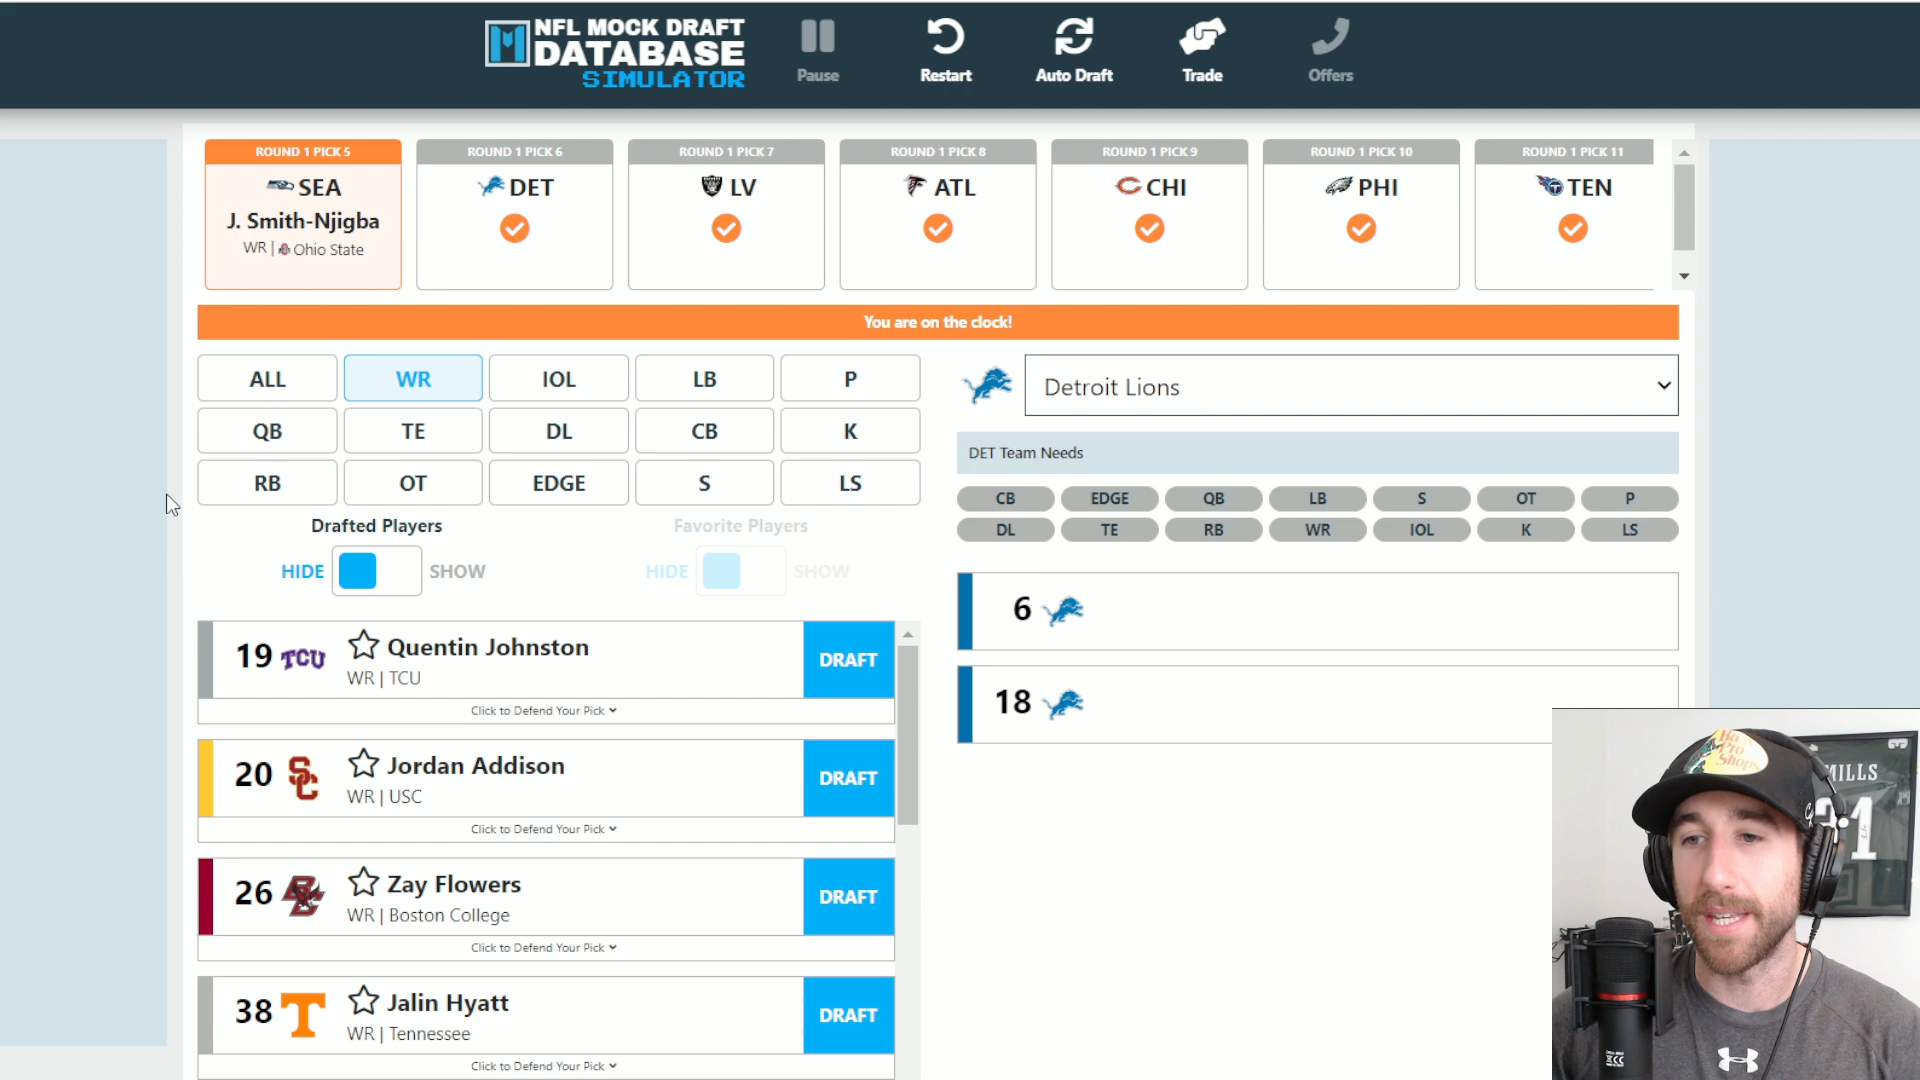 NFL MOCK DRAFT
DATABASE
SIMULATOR
Pause
Restart
Auto Draft
Trade
Offers
ROUND 1 PICK 5
SEA
J. Smith-Njigba
WR | Ohio State
ROUND 1 PICK 6
DET
ROUND 1 PICK 7
LV
ROUND 1 PICK 8
ATL
ROUND 1 PICK 9
CHI
ROUND 1 PICK 10
PHI
ROUND 1 PICK 11
TEN
You are on the clock!
ALL WR IOL LB P
QB TE DL CB K
RB OT EDGE S LS
Drafted Players
HIDE SHOW
Favorite Players
HIDE SHOW
19 TCU Quentin Johnston
WR | TCU
DRAFT
Click to Defend Your Pick
20 SC Jordan Addison
WR | USC
DRAFT
Click to Defend Your Pick
26 BC Zay Flowers
WR | Boston College
DRAFT
Click to Defend Your Pick
38 T Jalin Hyatt
WR | Tennessee
DRAFT
Click to Defend Your Pick
Detroit Lions
DET Team Needs
CB EDGE QB LB S OT P
DL TE RB WR IOL K LS
6
18
Bass
Pro
Shops
MILLS
21